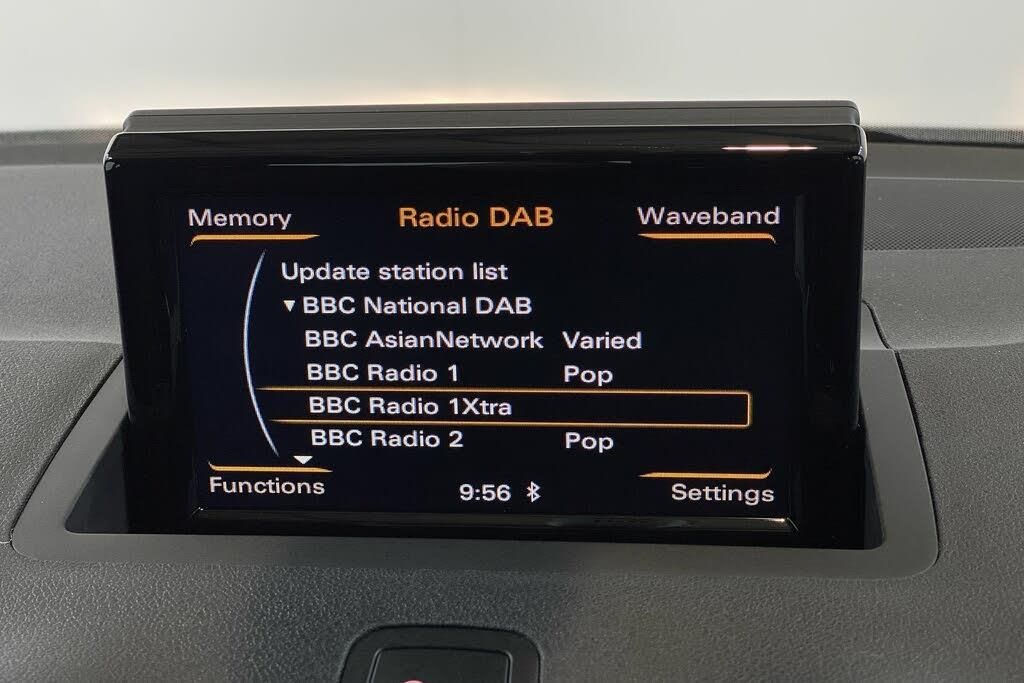 Memory Radio DAB Waveband
Update station list
▼ BBC National DAB
BBC AsianNetwork Varied
BBC Radio 1 Pop
BBC Radio 1Xtra
BBC Radio 2 Pop
Functions 9:56 Settings